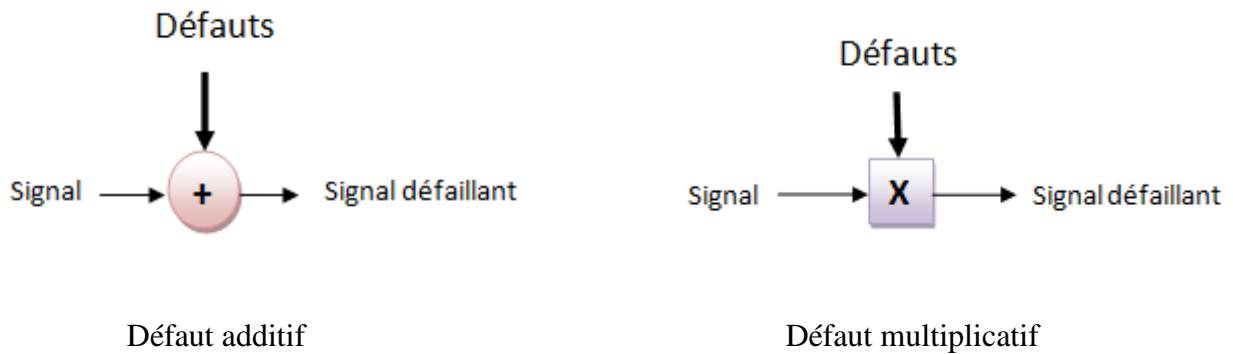 Défauts
Signal
+
Signal défaillant
Défaut additif
Défauts
Signal
X
Signal défaillant
Défaut multiplicatif